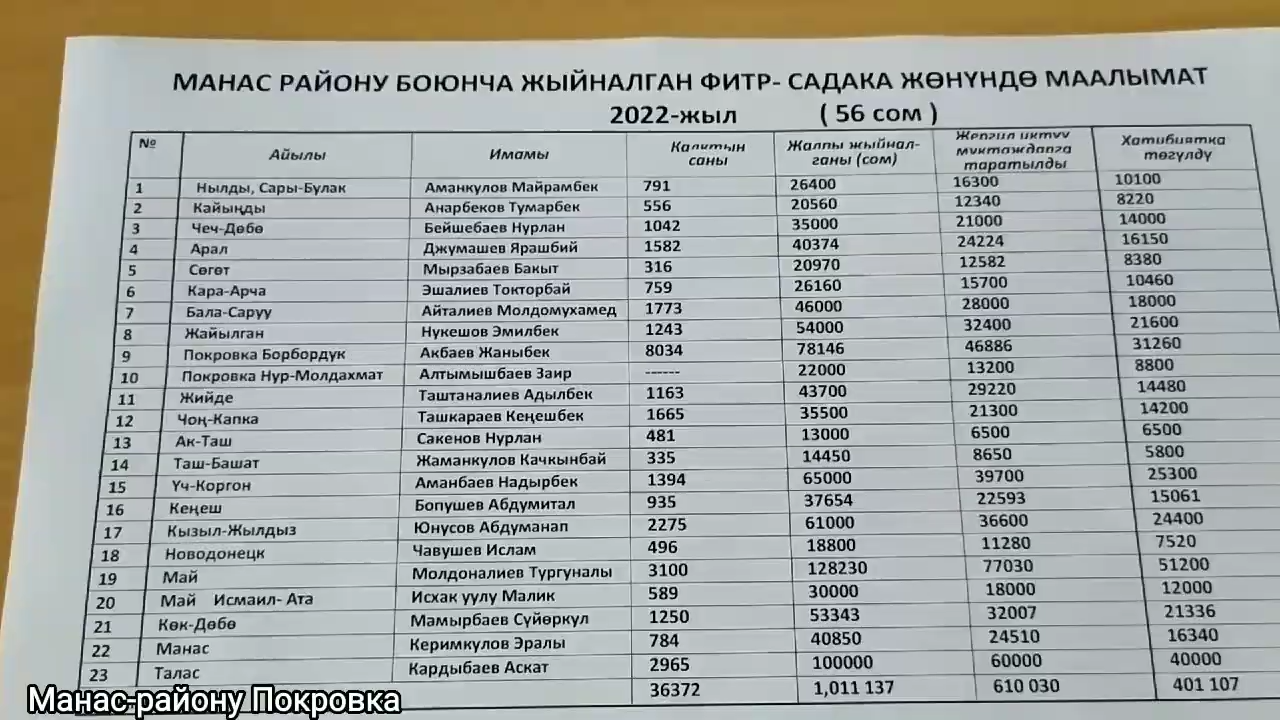 МАНАС РАЙОНУ БОЮНЧА ЖЫЙНАЛГАН ФИТР- САДАКА ЖӨНҮНДӨ МААЛЫМАТ
2022-жыл ( 56 сом )
№ Айылы Имамы Калктын саны Жалпы жыйнал-ганы (сом) муктаждарга таратылды Хатибиятка төгүлдү
1 Нылды, Сары-Булак Аманкулов Майрамбек 791 26400 16300 10100
2 Кайыңды Анарбеков Тумарбек 556 20560 12340 8220
3 Чеч-Дөбө Бейшебаев Нурлан 1042 35000 21000 14000
4 Арал Джумашев Ярашбий 1582 40374 24224 16150
5 Сөгөт Мырзабаев Бакыт 316 20970 12582 8380
6 Кара-Арча Эшалиев Токторбай 759 26160 15700 10460
7 Бала-Саруу Айталиев Молдомухамед 1773 46000 28000 18000
8 Жайылган Нукешов Эмилбек 1243 54000 32400 21600
9 Покровка Борбордук Акбаев Жаныбек 8034 78146 46886 31260
10 Покровка Нур-Молдахмат Алтымышбаев Заир ------ 22000 13200 8800
11 Жийде Таштаналиев Адылбек 1163 43700 29220 14480
12 Чоң-Капка Ташкараев Кеңешбек 1665 35500 21300 14200
13 Ак-Таш Сакенов Нурлан 481 13000 6500 6500
14 Таш-Башат Жаманкулов Качкынбай 335 14450 8650 5800
15 Үч-Коргон Аманбаев Надырбек 1394 65000 39700 25300
16 Кеңеш Бопушев Абдумитал 935 37654 22593 15061
17 Кызыл-Жылдыз Юнусов Абдуманап 2275 61000 36600 24400
18 Новодонецк Чавушев Ислам 496 18800 11280 7520
19 Май Молдоналиев Тургуналы 3100 128230 77030 51200
20 Май Исмаил- Ата Исхак уулу Малик 589 30000 18000 12000
21 Көк-Дөбө Мамырбаев Сүйөркул 1250 53343 32007 21336
22 Манас Керимкулов Эралы 784 40850 24510 16340
23 Талас Кардыбаев Аскат 2965 100000 60000 40000
36372 1,011 137 610 030 401 107
Манас району Покровка